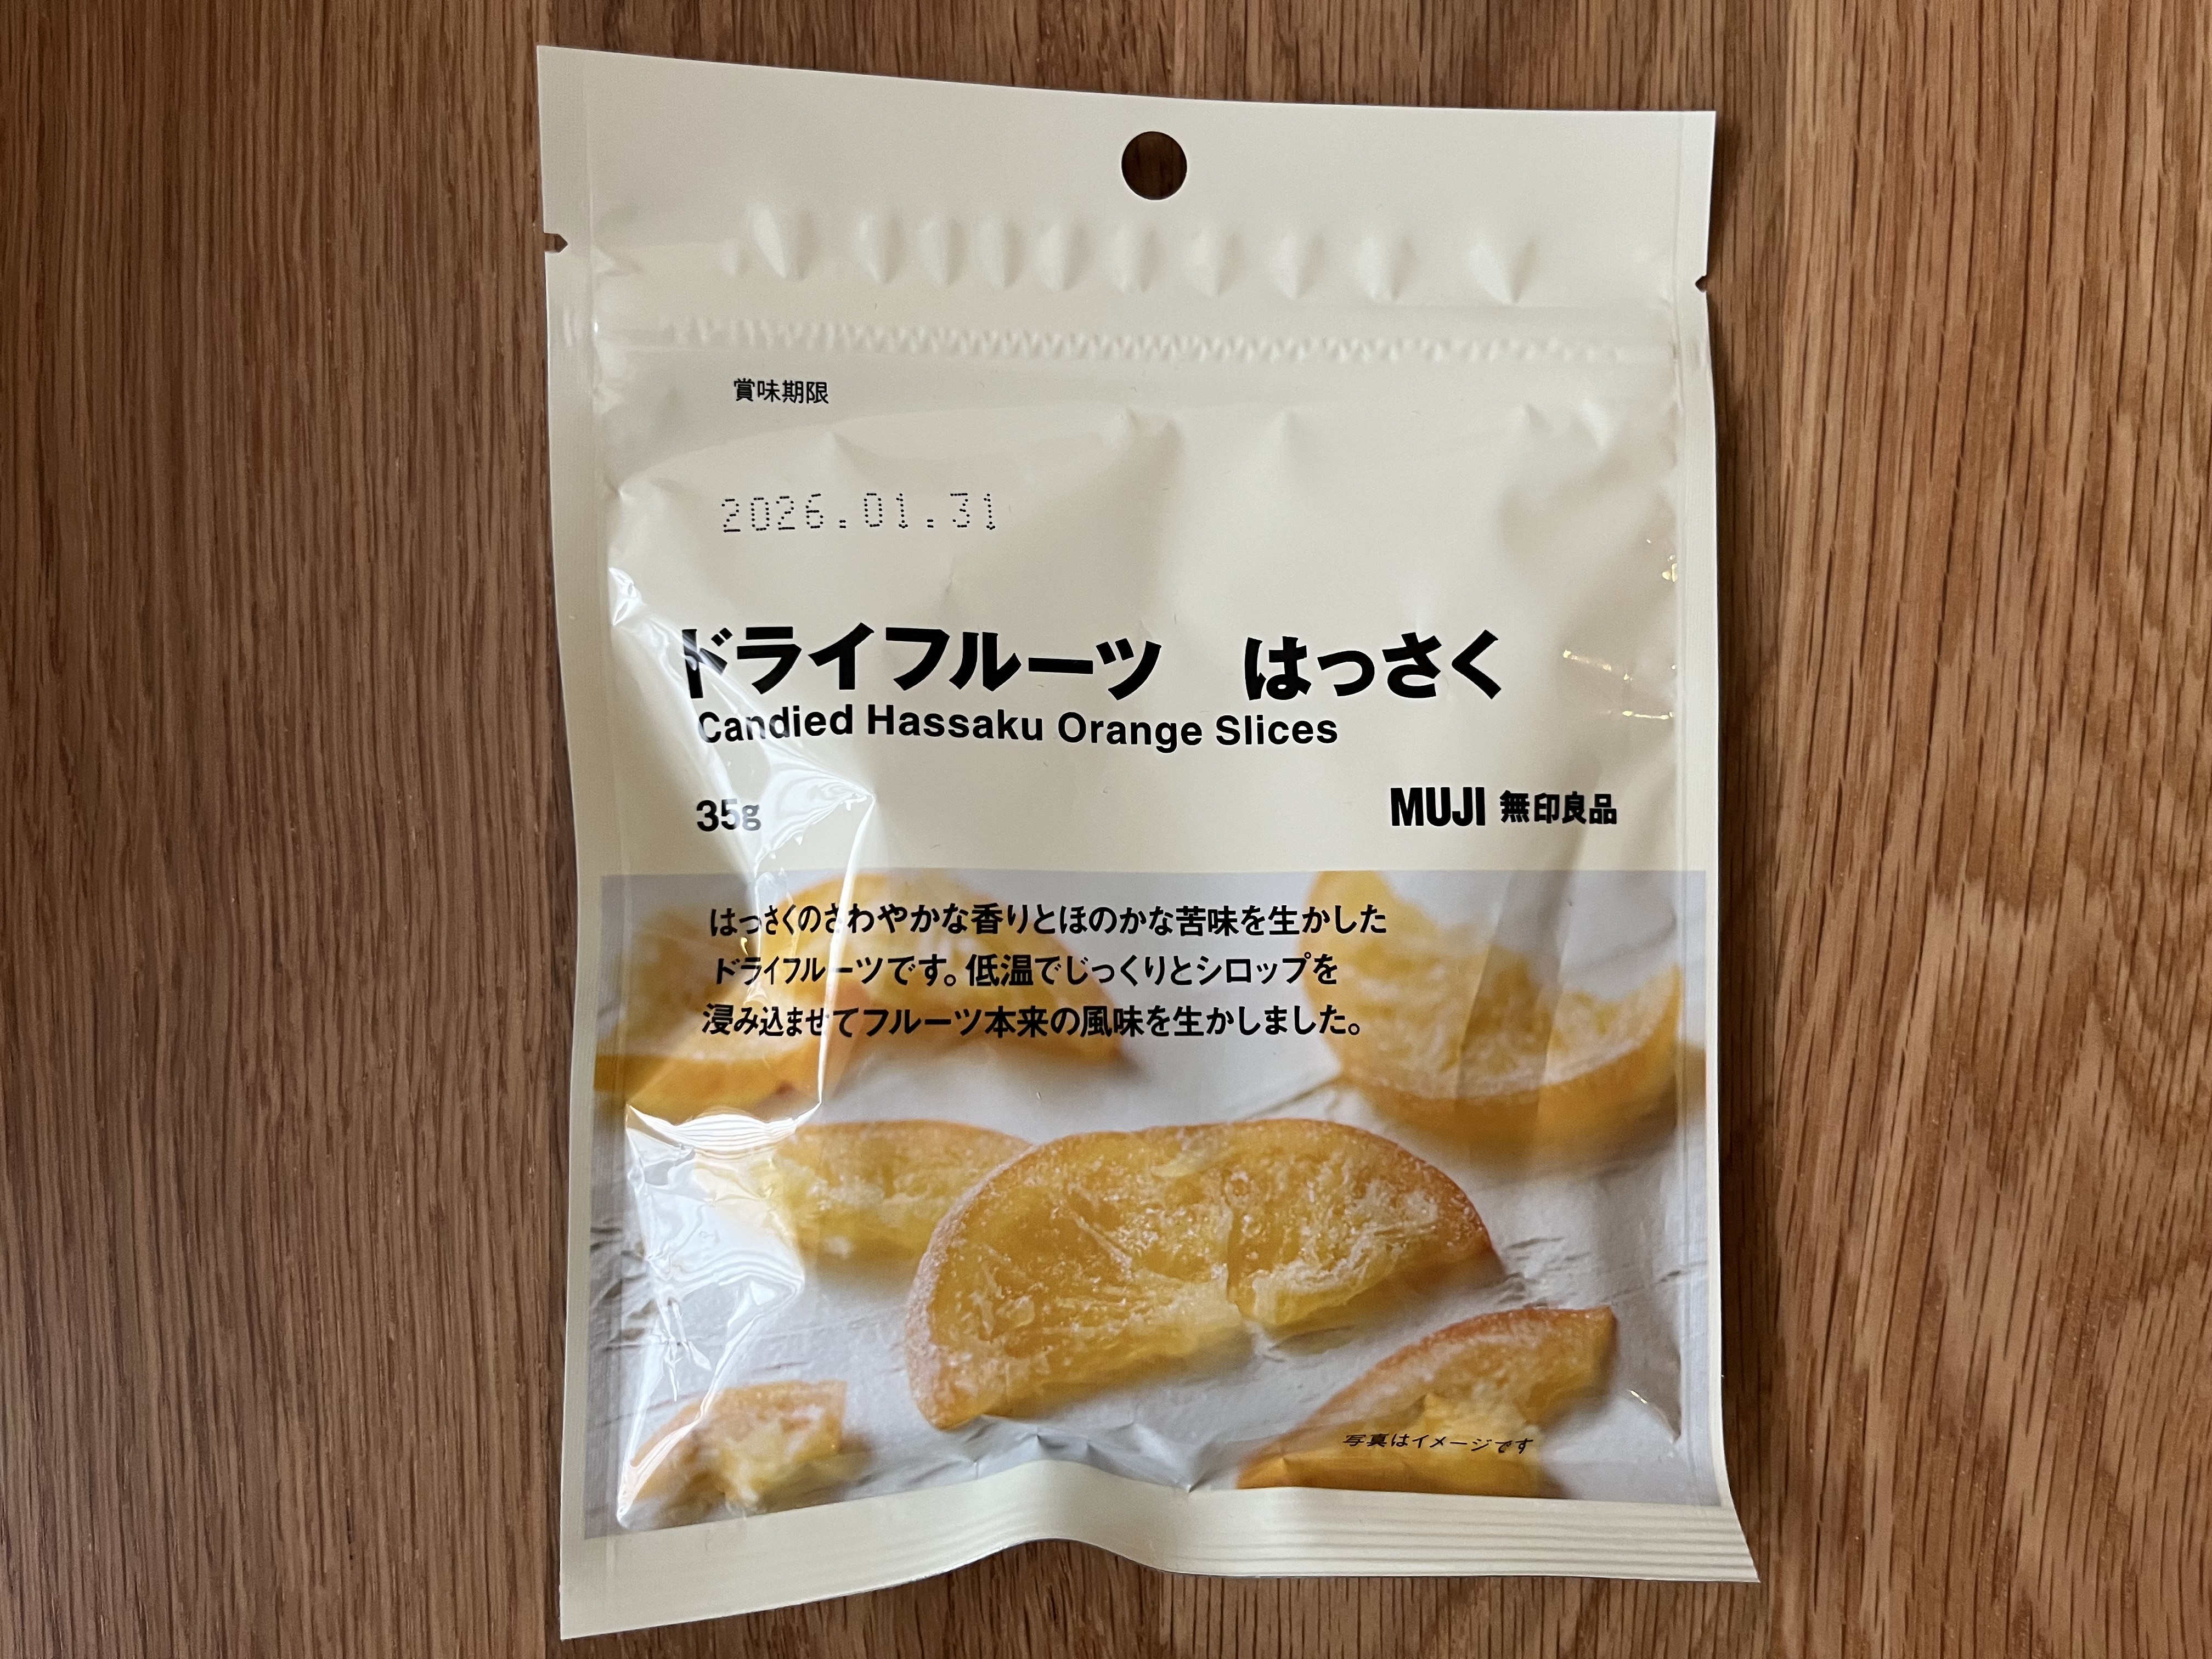 賞味期限
2026.01.31
ドライフルーツ　はっさく
Candied Hassaku Orange Slices
35g
MUJI 無印良品
はっさくのさわやかな香りとほのかな苦味を生かした
ドライフルーツです。低温でじっくりとシロップを
浸み込ませてフルーツ本来の風味を生かしました。
写真はイメージです